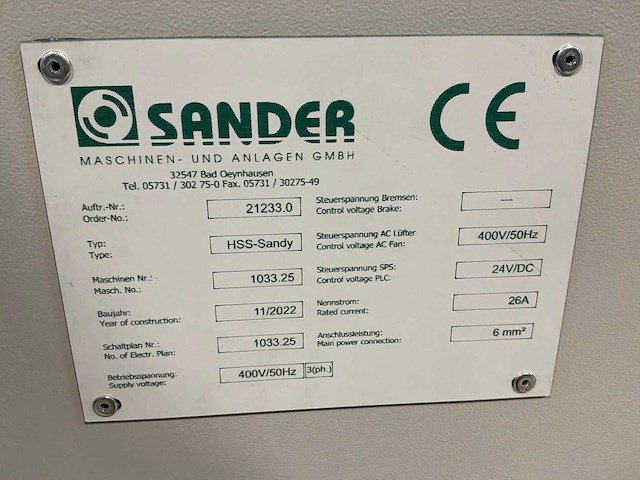 SANDER
CE
MASCHINEN- UND ANLAGEN GMBH
32547 Bad Oeynhausen
Tel. 05731 / 302 75-0 Fax. 05731 / 30275-49
Auftr.-Nr.: 21233.0
Order-No.:
Typ: HSS-Sandy
Type:
Maschinen Nr.: 1033.25
Masch. No.:
Baujahr: 11/2022
Year of construction:
Schaltplan Nr.: 1033.25
No. of Electr. Plan:
Betriebsspannung: 400V/50Hz 3(ph.)
Supply voltage:
Steuerspannung Bremsen: —
Control voltage Brake:
Steuerspannung AC Lüfter 400V/50Hz
Control voltage AC Fan:
Steuerspannung SPS: 24V/DC
Control voltage PLC:
Nennstrom: 26A
Rated current:
Anschlussleistung: 6 mm²
Main power connection: